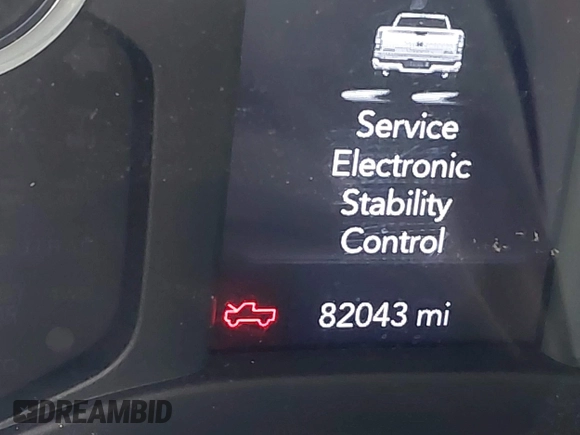 Service
Electronic
Stability
Control
82043 mi
DREAMBID